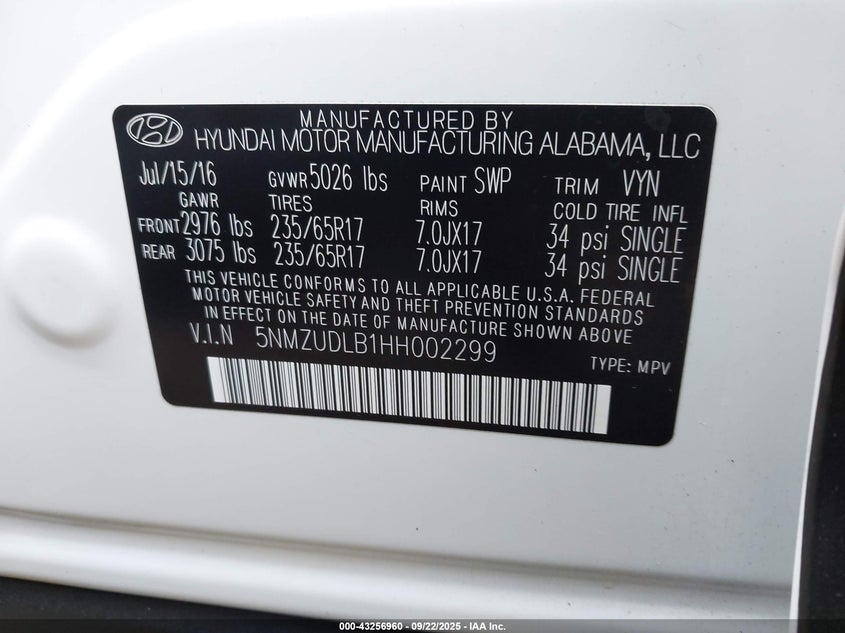 MANUFACTURED BY
HYUNDAI MOTOR MANUFACTURING ALABAMA, LLC
Jul/15/16 GVWR 5026 lbs PAINT SWP TRIM VYN
GAWR TIRES RIMS COLD TIRE INFL
FRONT 2976 lbs 235/65R17 7.0JX17 34 psi SINGLE
REAR 3075 lbs 235/65R17 7.0JX17 34 psi SINGLE
THIS VEHICLE CONFORMS TO ALL APPLICABLE U.S.A. FEDERAL
MOTOR VEHICLE SAFETY AND THEFT PREVENTION STANDARDS
IN EFFECT ON THE DATE OF MANUFACTURE SHOWN ABOVE
V.I.N 5NMZUDLB1HH002299
TYPE: MPV
000-43256960 - 09/22/2025 - IAA Inc.